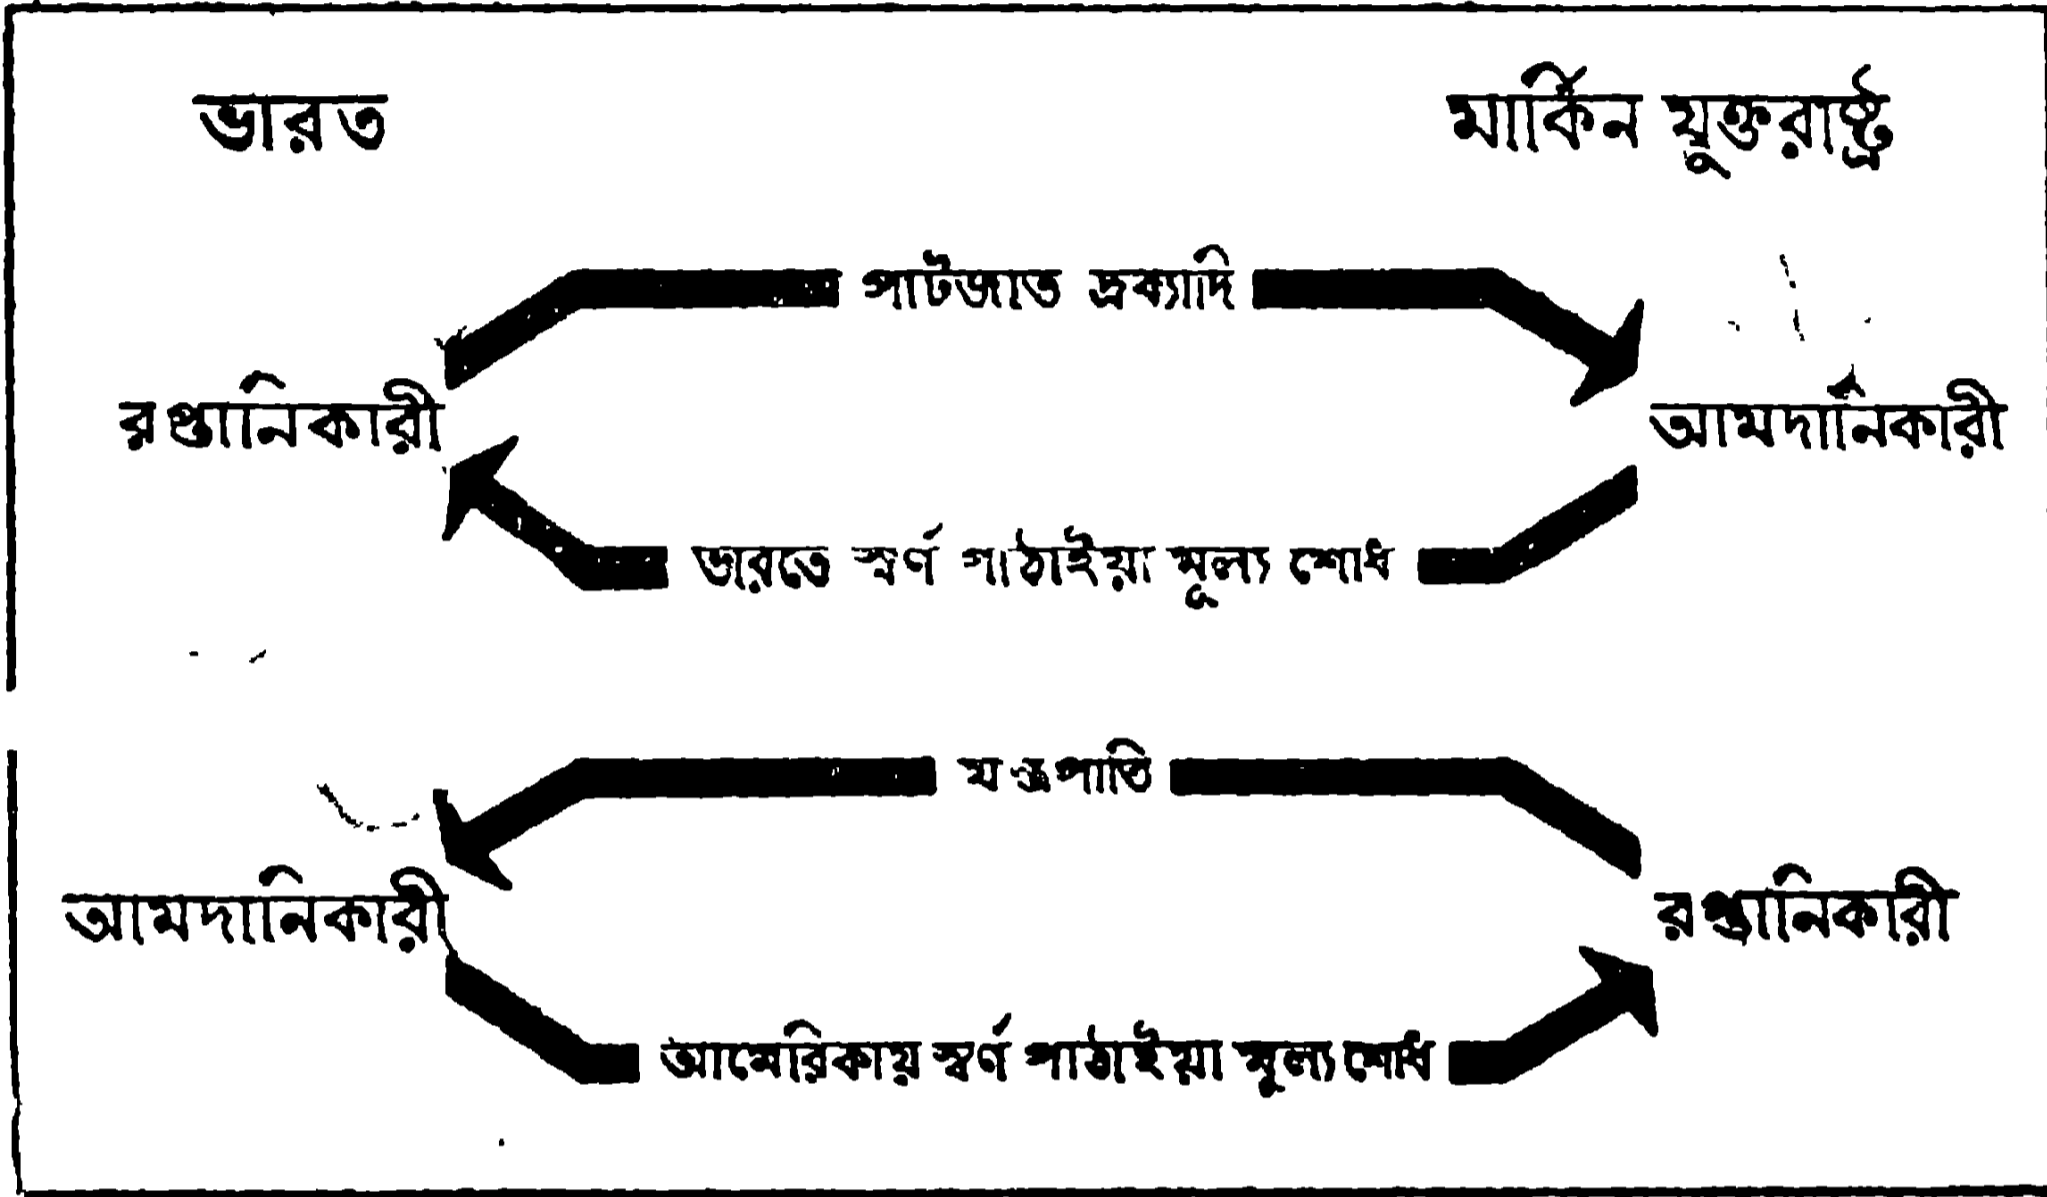 ভারত মার্কিন যুক্তরাষ্ট্র
পাটজাত দ্রব্যাদি
রপ্তানিকারী আমদানিকারী
ভারতে স্বর্ণ পাঠাইয়া মূল্য শোধ
যন্ত্রপাতি
আমদানিকারী রপ্তানিকারী
আমেরিকায় স্বর্ণ পাঠাইয়া মূল্য শোধ